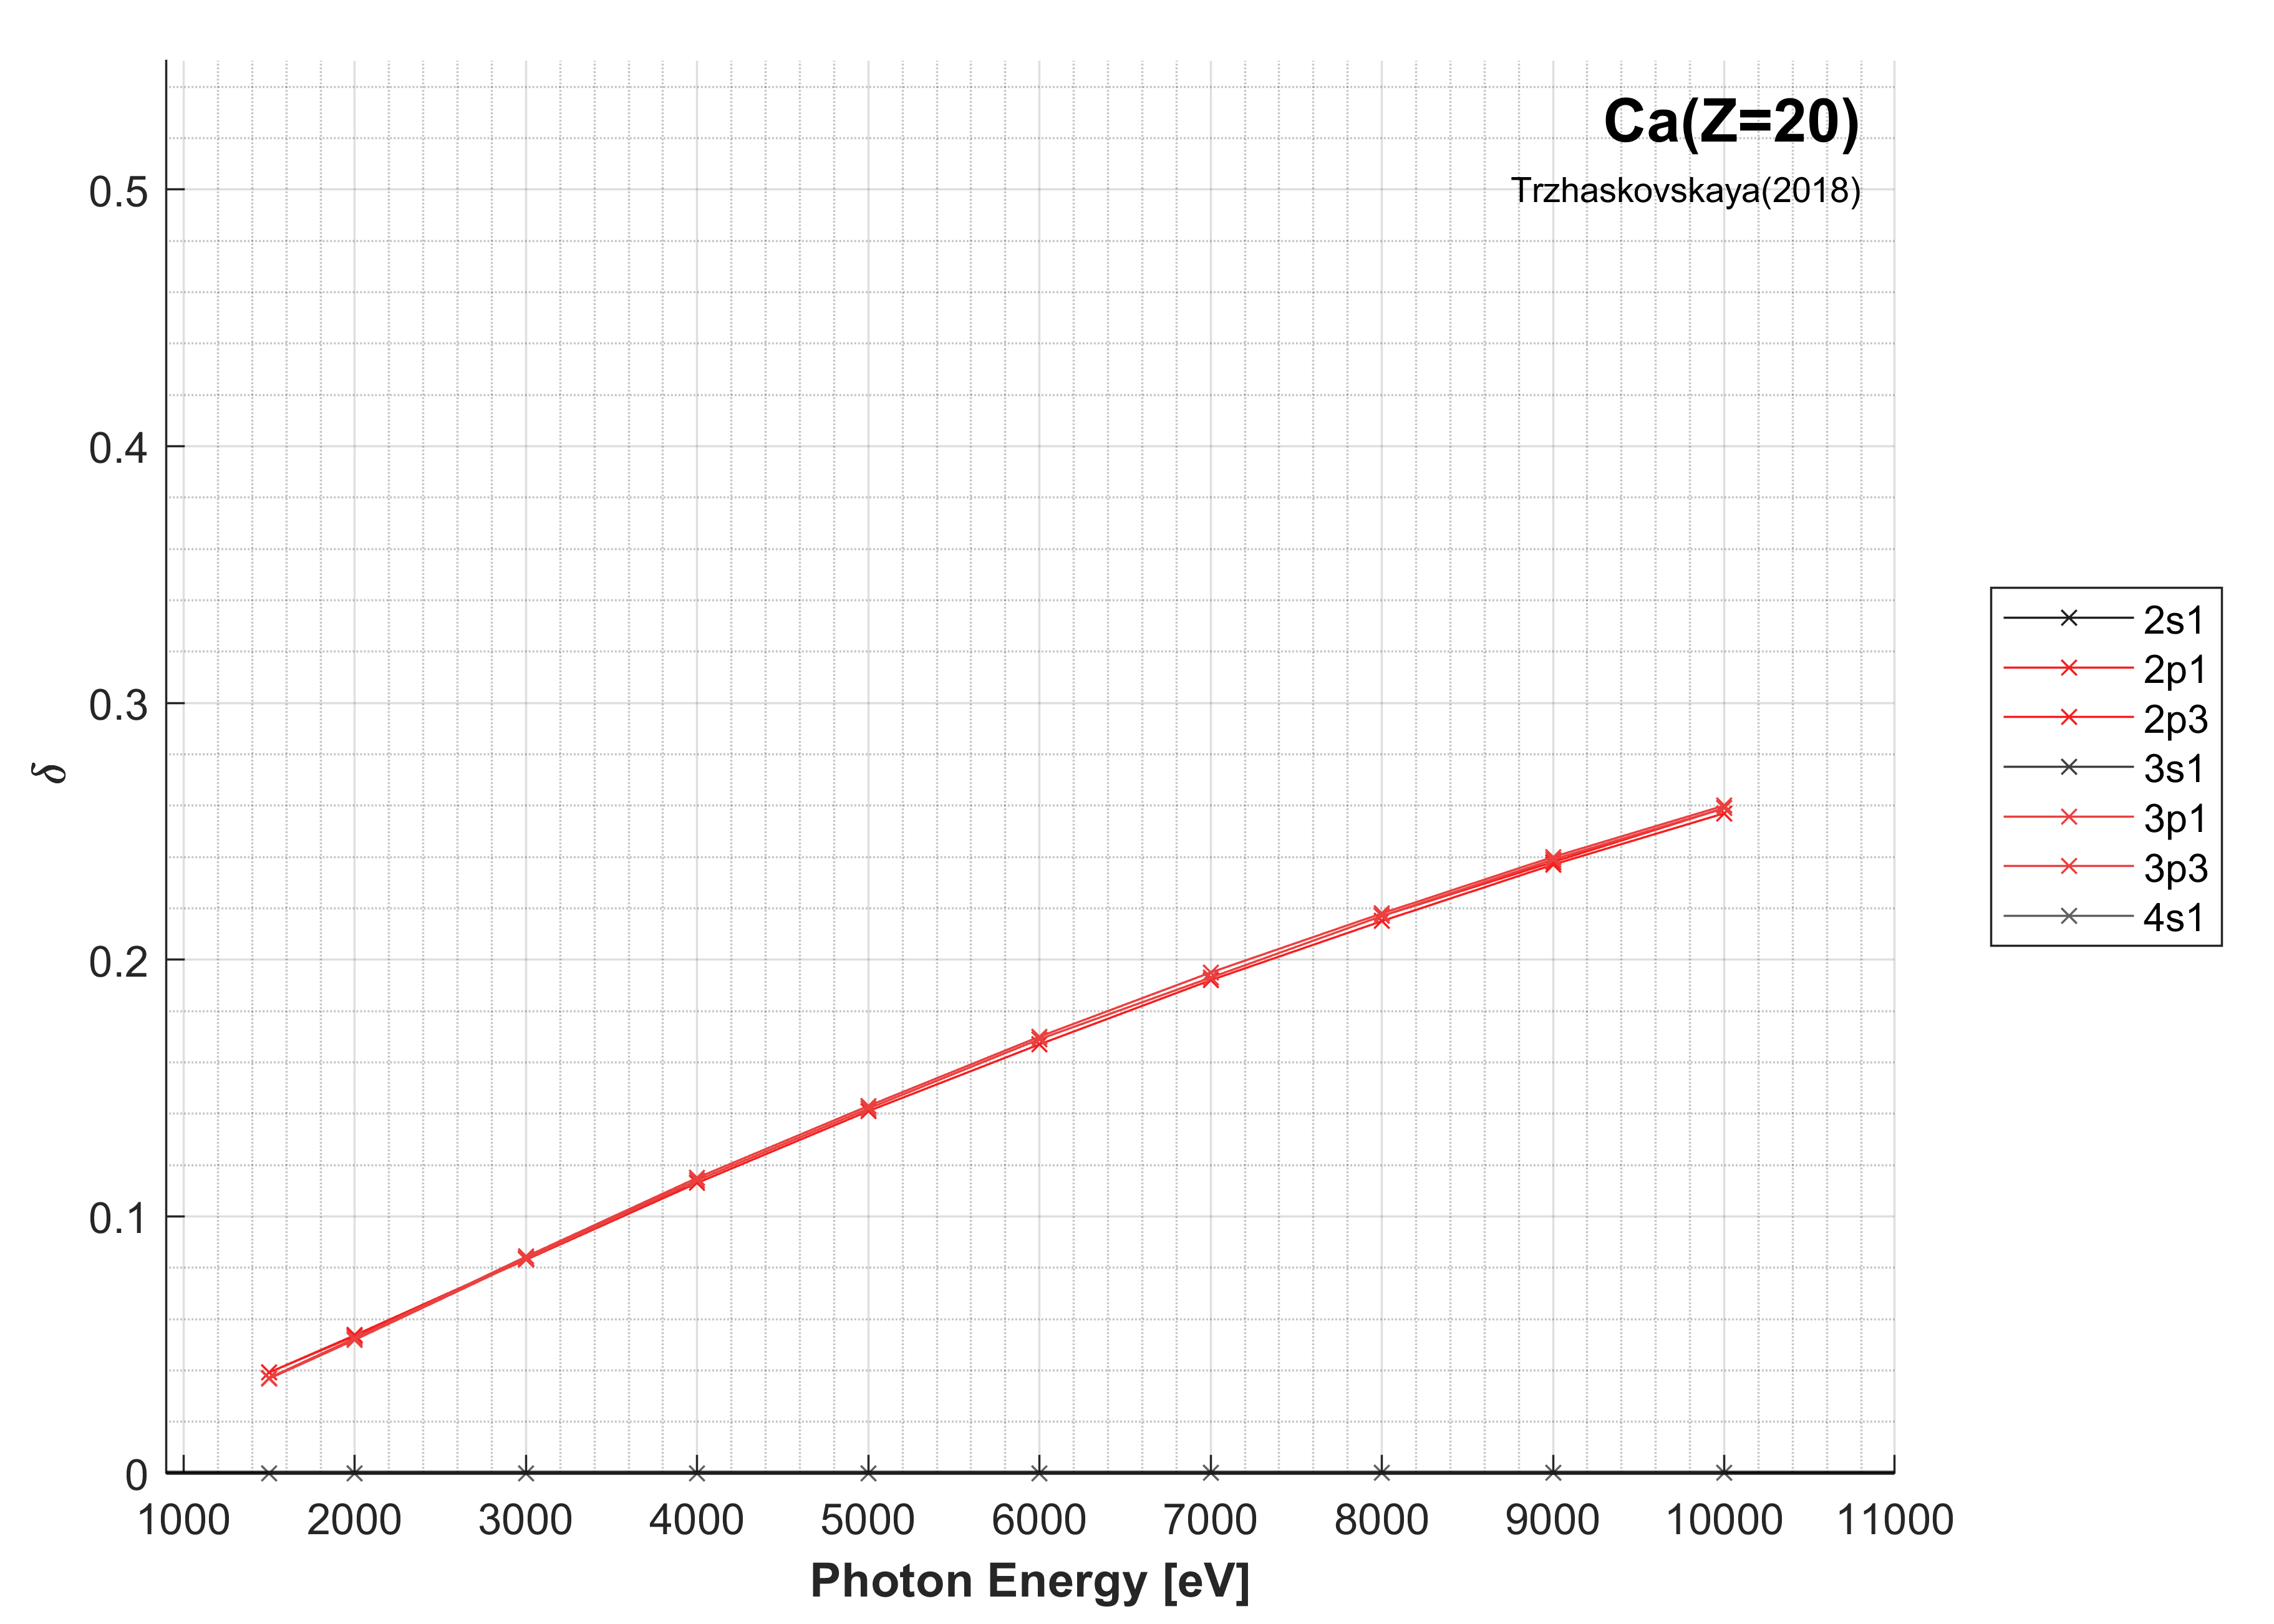 Ca(Z=20)
Trzhaskovskaya(2018)
0.5
0.4
0.3
0.2
0.1
0
δ
1000 2000 3000 4000 5000 6000 7000 8000 9000 10000 11000
Photon Energy [eV]
2s1
2p1
2p3
3s1
3p1
3p3
4s1